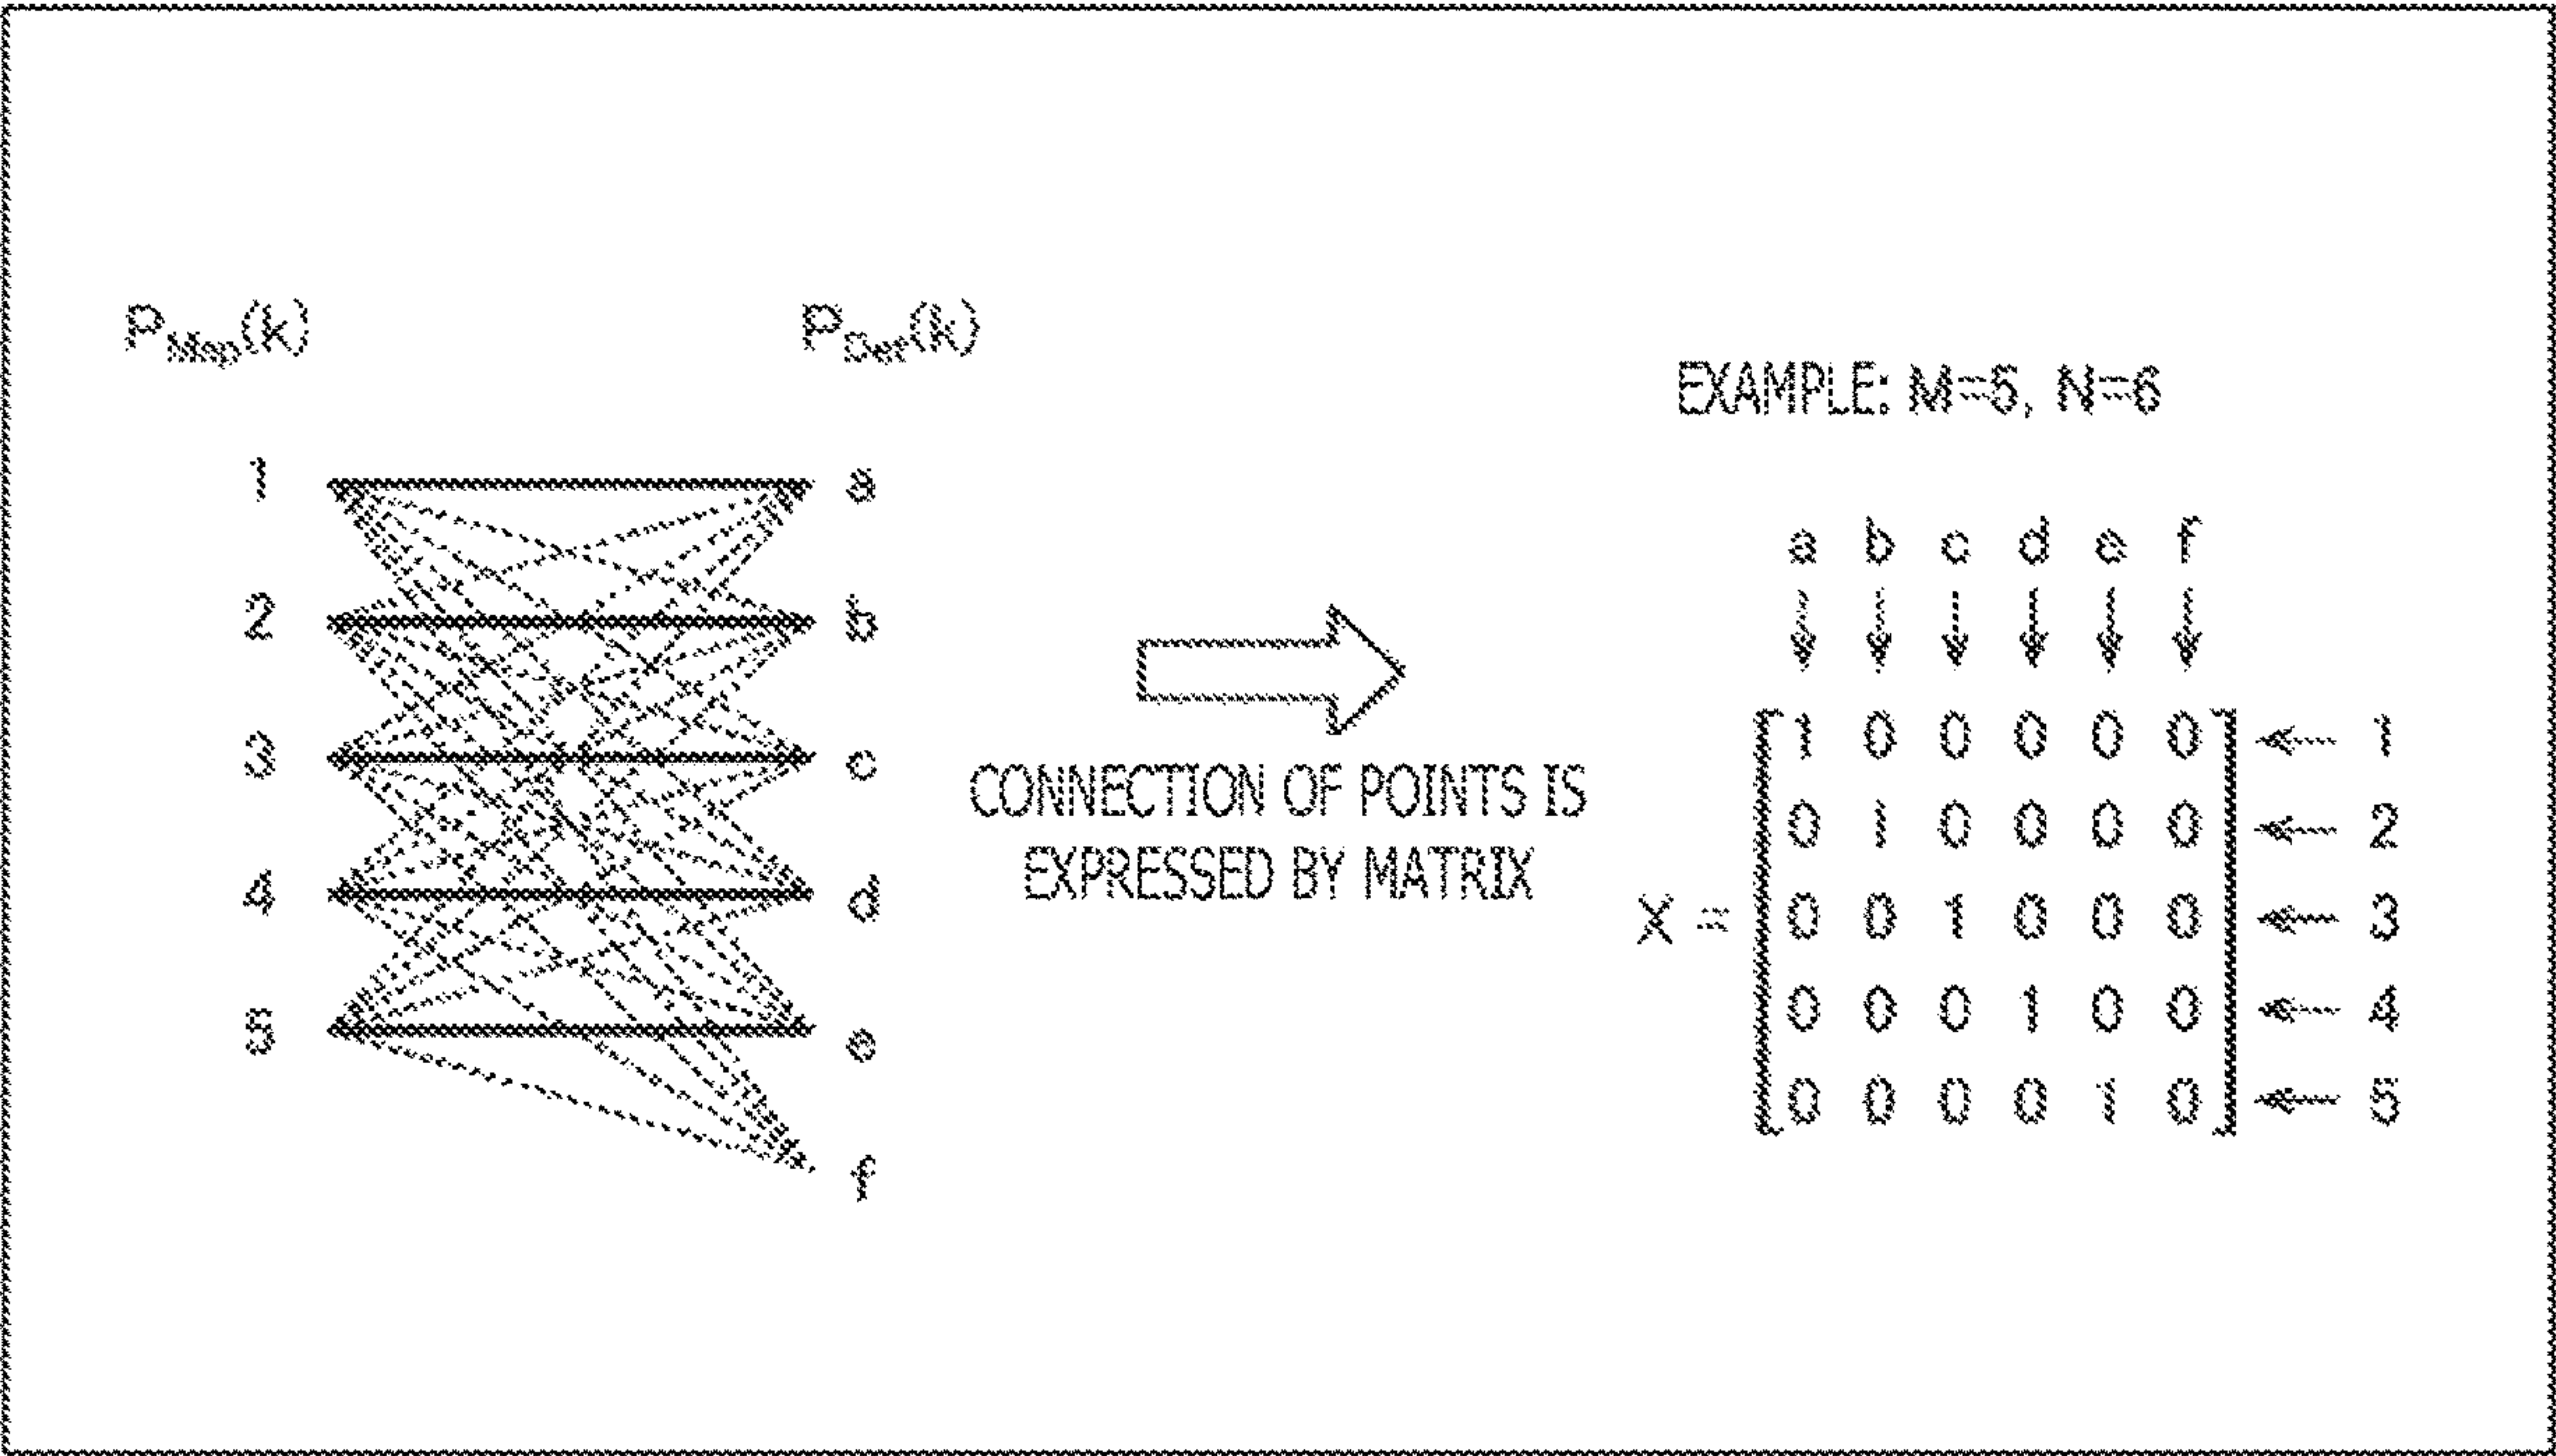 P_Map(k) P_Det(k)
EXAMPLE: M=5, N=6
1 a
2 b
3 c
4 d
5 e
f
CONNECTION OF POINTS IS
EXPRESSED BY MATRIX
a b c d e f
X =
1 0 0 0 0 0 1
0 1 0 0 0 0 2
0 0 1 0 0 0 3
0 0 0 1 0 0 4
0 0 0 0 1 0 5